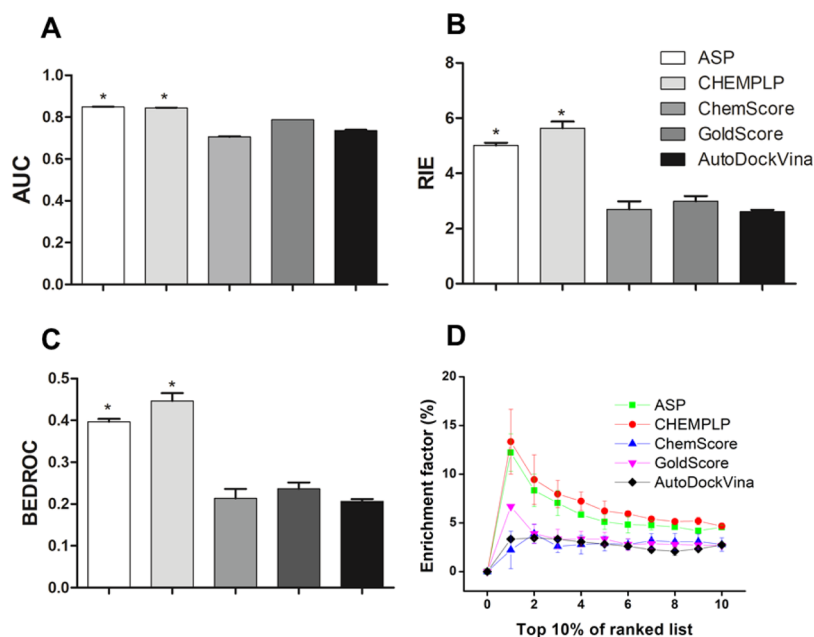 A
AUC
1.0
0.8
0.6
0.4
0.2
0.0
* *
B
RIE
8
6
4
2
0
* *
ASP
CHEMPLP
ChemScore
GoldScore
AutoDockVina
C
BEDROC
0.5
0.4
0.3
0.2
0.1
0.0
* *
D
Enrichment factor (%)
20
15
10
5
0
ASP
CHEMPLP
ChemScore
GoldScore
AutoDockVina
0 2 4 6 8 10
Top 10% of ranked list